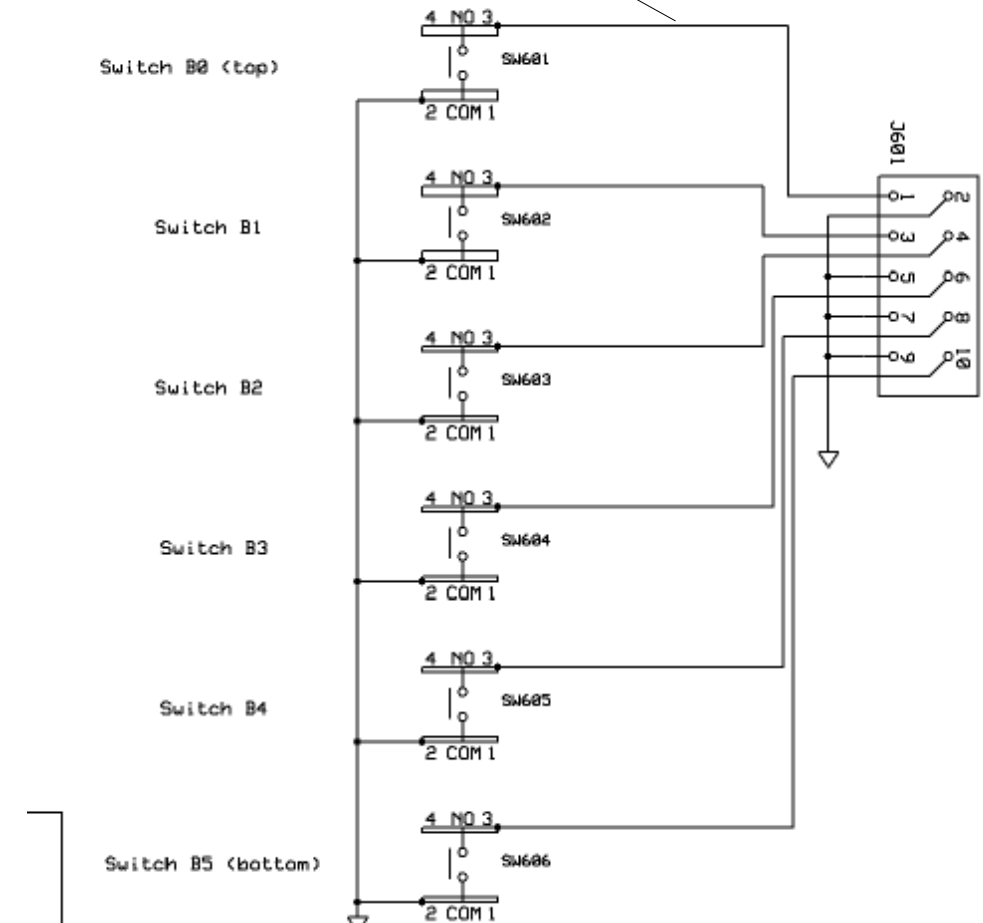 4 NO 3
SW601
Switch B0 (top)
2 COM 1
J601
4 NO 3
SW602
Switch B1
2 COM 1
1 2
3 4
5 6
7 8
9 10
4 NO 3
SW603
Switch B2
2 COM 1
4 NO 3
SW604
Switch B3
2 COM 1
4 NO 3
SW605
Switch B4
2 COM 1
4 NO 3
SW606
Switch B5 (bottom)
2 COM 1